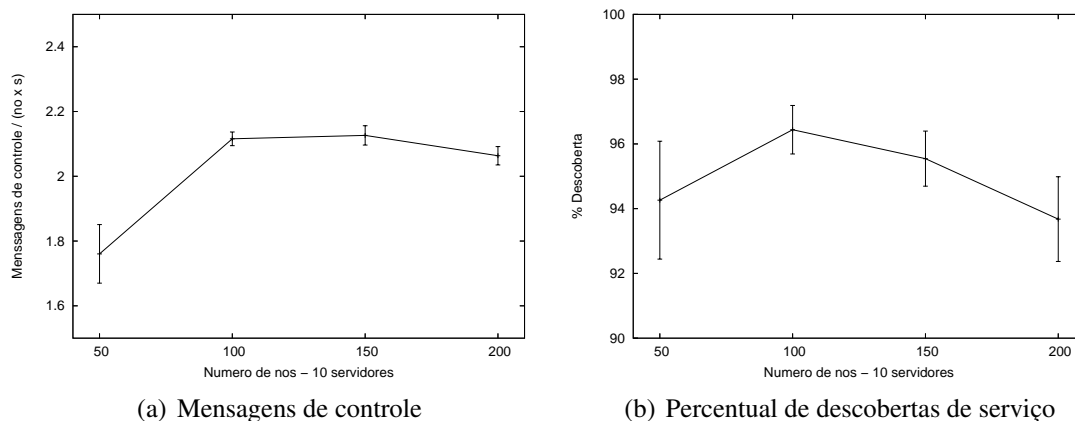 2.4
2.2
2
1.8
1.6
Menssagens de controle / (no x s)
50 100 150 200
Numero de nos – 10 servidores
(a) Mensagens de controle
100
98
96
94
92
90
% Descoberta
50 100 150 200
Numero de nos – 10 servidores
(b) Percentual de descobertas de serviço